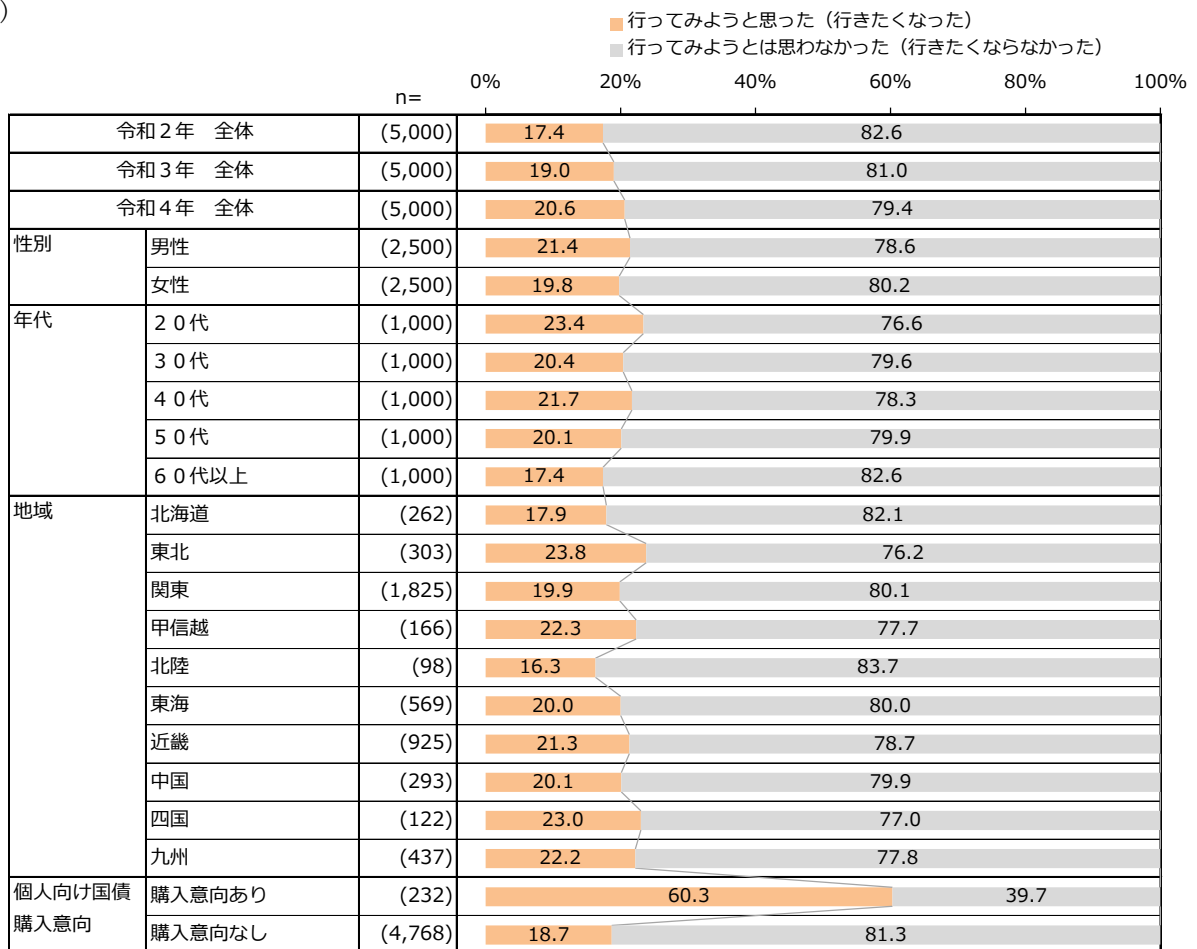 )
行ってみようと思った（行きたくなった）
行ってみようとは思わなかった（行きたくならなかった）
n= 0% 20% 40% 60% 80% 100%
令和２年　全体 (5,000) 17.4 82.6
令和３年　全体 (5,000) 19.0 81.0
令和４年　全体 (5,000) 20.6 79.4
性別 男性 (2,500) 21.4 78.6
女性 (2,500) 19.8 80.2
年代 ２０代 (1,000) 23.4 76.6
３０代 (1,000) 20.4 79.6
４０代 (1,000) 21.7 78.3
５０代 (1,000) 20.1 79.9
６０代以上 (1,000) 17.4 82.6
地域 北海道 (262) 17.9 82.1
東北 (303) 23.8 76.2
関東 (1,825) 19.9 80.1
甲信越 (166) 22.3 77.7
北陸 (98) 16.3 83.7
東海 (569) 20.0 80.0
近畿 (925) 21.3 78.7
中国 (293) 20.1 79.9
四国 (122) 23.0 77.0
九州 (437) 22.2 77.8
個人向け国債 購入意向あり (232) 60.3 39.7
購入意向 購入意向なし (4,768) 18.7 81.3